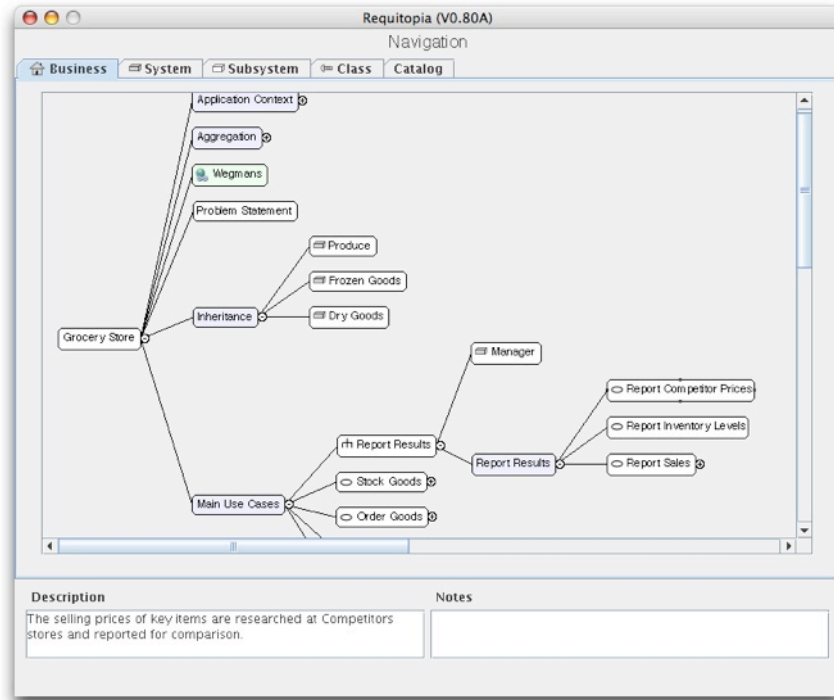 Requitopia (V0.80A)
Navigation
Business
System
Subsystem
Class
Catalog
Application Context
Aggregation
Wegmans
Problem Statement
Produce
Frozen Goods
Inheritance
Dry Goods
Grocery Store
Manager
Report Competitor Prices
Report Inventory Levels
Report Results
Report Results
Report Sales
Stock Goods
Main Use Cases
Order Goods
Description
Notes
The selling prices of key items are researched at Competitors
stores and reported for comparison.